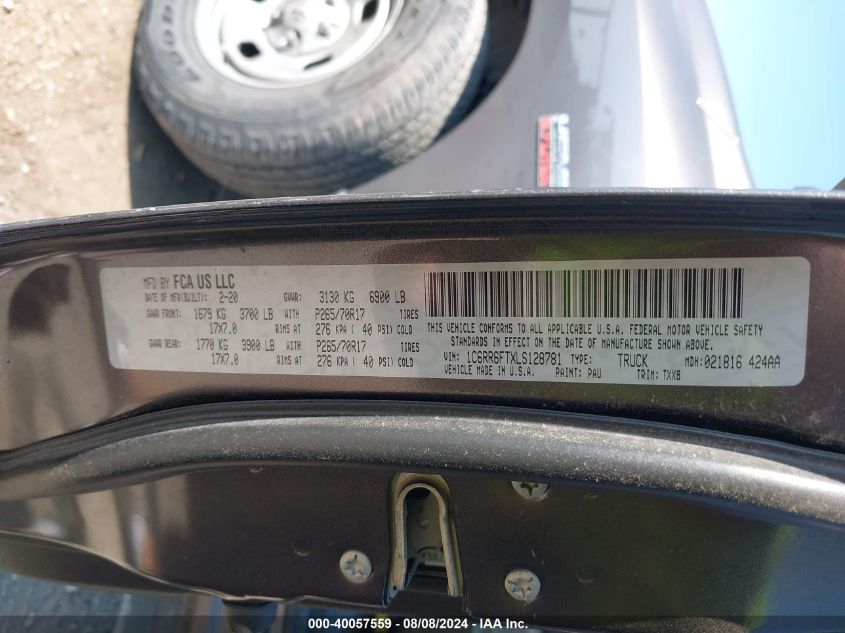 MFD BY FCA US LLC
DATE OF MFR(BUILT): 2-20 GVWR: 3130 KG 6900 LB
GAWR FRONT: 1679 KG 3700 LB WITH P265/70R17 TIRES
17X7.0 RIMS AT 276 KPA ( 40 PSI) COLD
GAWR REAR: 1770 KG 3900 LB WITH P265/70R17 TIRES
17X7.0 RIMS AT 276 KPA ( 40 PSI) COLD
THIS VEHICLE CONFORMS TO ALL APPLICABLE U.S.A. FEDERAL MOTOR VEHICLE SAFETY
STANDARDS IN EFFECT ON THE DATE OF MANUFACTURE SHOWN ABOVE.
VIN: 1C6RR6FTXLS128781 TYPE: TRUCK MDH:021816 424AA
VEHICLE MADE IN U.S.A. PAINT: PAU TRIM: TXX8
000-40057559 - 08/08/2024 - IAAI.com